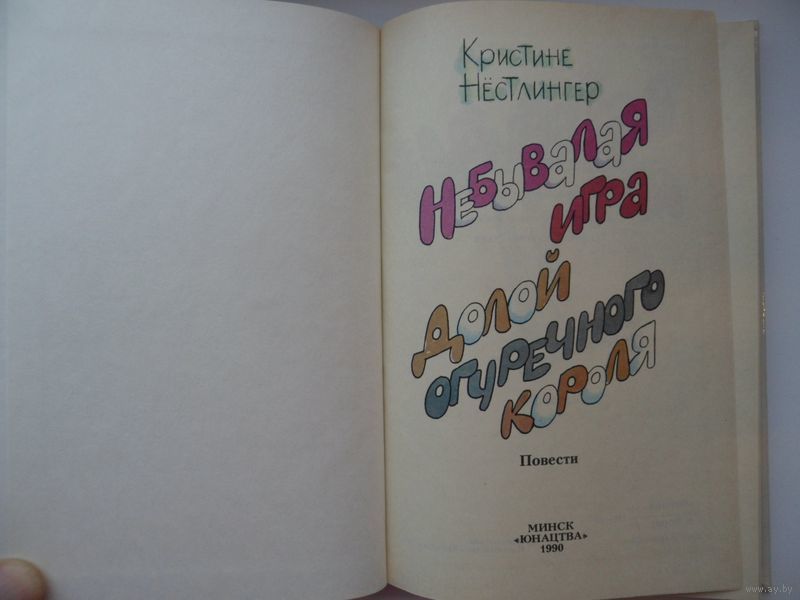 Кристине
Нёстлингер
Небывалая
игра
Долой
огуречного
короля
Повести
МИНСК
«ЮНАЦТВА»
1990
www.ay.by